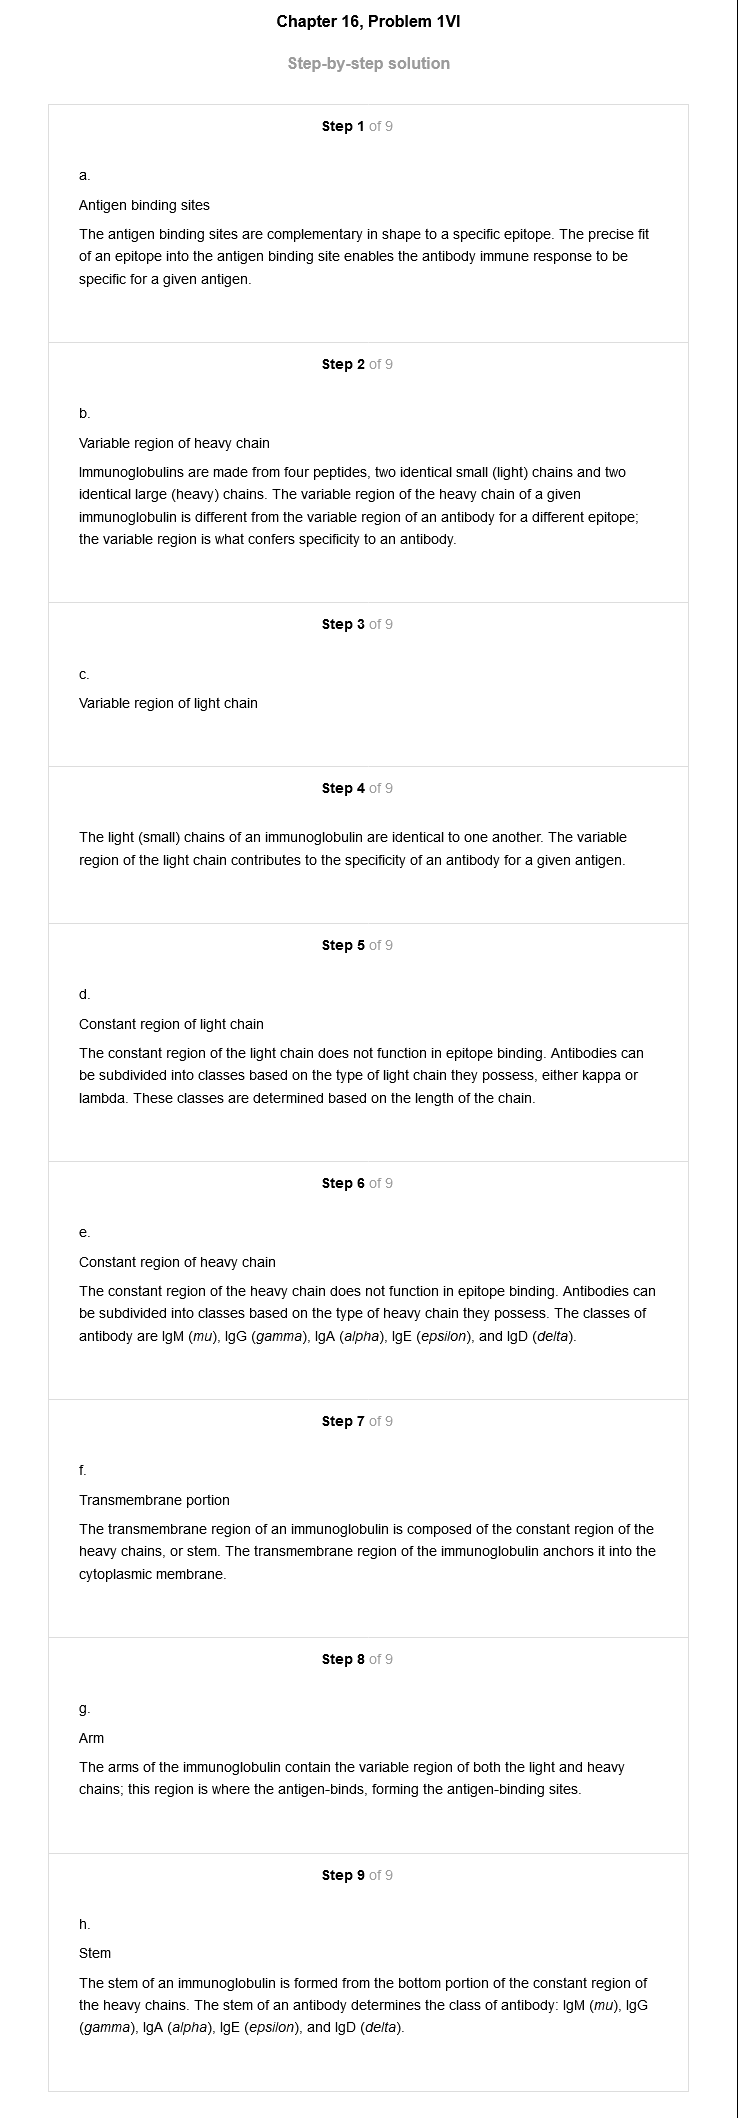 Chapter 16, Problem 1VI
Step-by-step solution
Step 1 of 9
a.
Antigen binding sites
The antigen binding sites are complementary in shape to a specific epitope. The precise fit
of an epitope into the antigen binding site enables the antibody immune response to be
specific for a given antigen.
Step 2 of 9
b.
Variable region of heavy chain
Immunoglobulins are made from four peptides, two identical small (light) chains and two
identical large (heavy) chains. The variable region of the heavy chain of a given
immunoglobulin is different from the variable region of an antibody for a different epitope;
the variable region is what confers specificity to an antibody.
Step 3 of 9
c.
Variable region of light chain
Step 4 of 9
The light (small) chains of an immunoglobulin are identical to one another. The variable
region of the light chain contributes to the specificity of an antibody for a given antigen.
Step 5 of 9
d.
Constant region of light chain
The constant region of the light chain does not function in epitope binding. Antibodies can
be subdivided into classes based on the type of light chain they possess, either kappa or
lambda. These classes are determined based on the length of the chain.
Step 6 of 9
e.
Constant region of heavy chain
The constant region of the heavy chain does not function in epitope binding. Antibodies can
be subdivided into classes based on the type of heavy chain they possess. The classes of
antibody are IgM (mu), IgG (gamma), IgA (alpha), IgE (epsilon), and IgD (delta).
Step 7 of 9
f.
Transmembrane portion
The transmembrane region of an immunoglobulin is composed of the constant region of the
heavy chains, or stem. The transmembrane region of the immunoglobulin anchors it into the
cytoplasmic membrane.
Step 8 of 9
g.
Arm
The arms of the immunoglobulin contain the variable region of both the light and heavy
chains; this region is where the antigen-binds, forming the antigen-binding sites.
Step 9 of 9
h.
Stem
The stem of an immunoglobulin is formed from the bottom portion of the constant region of
the heavy chains. The stem of an antibody determines the class of antibody: IgM (mu), IgG
(gamma), IgA (alpha), IgE (epsilon), and IgD (delta).